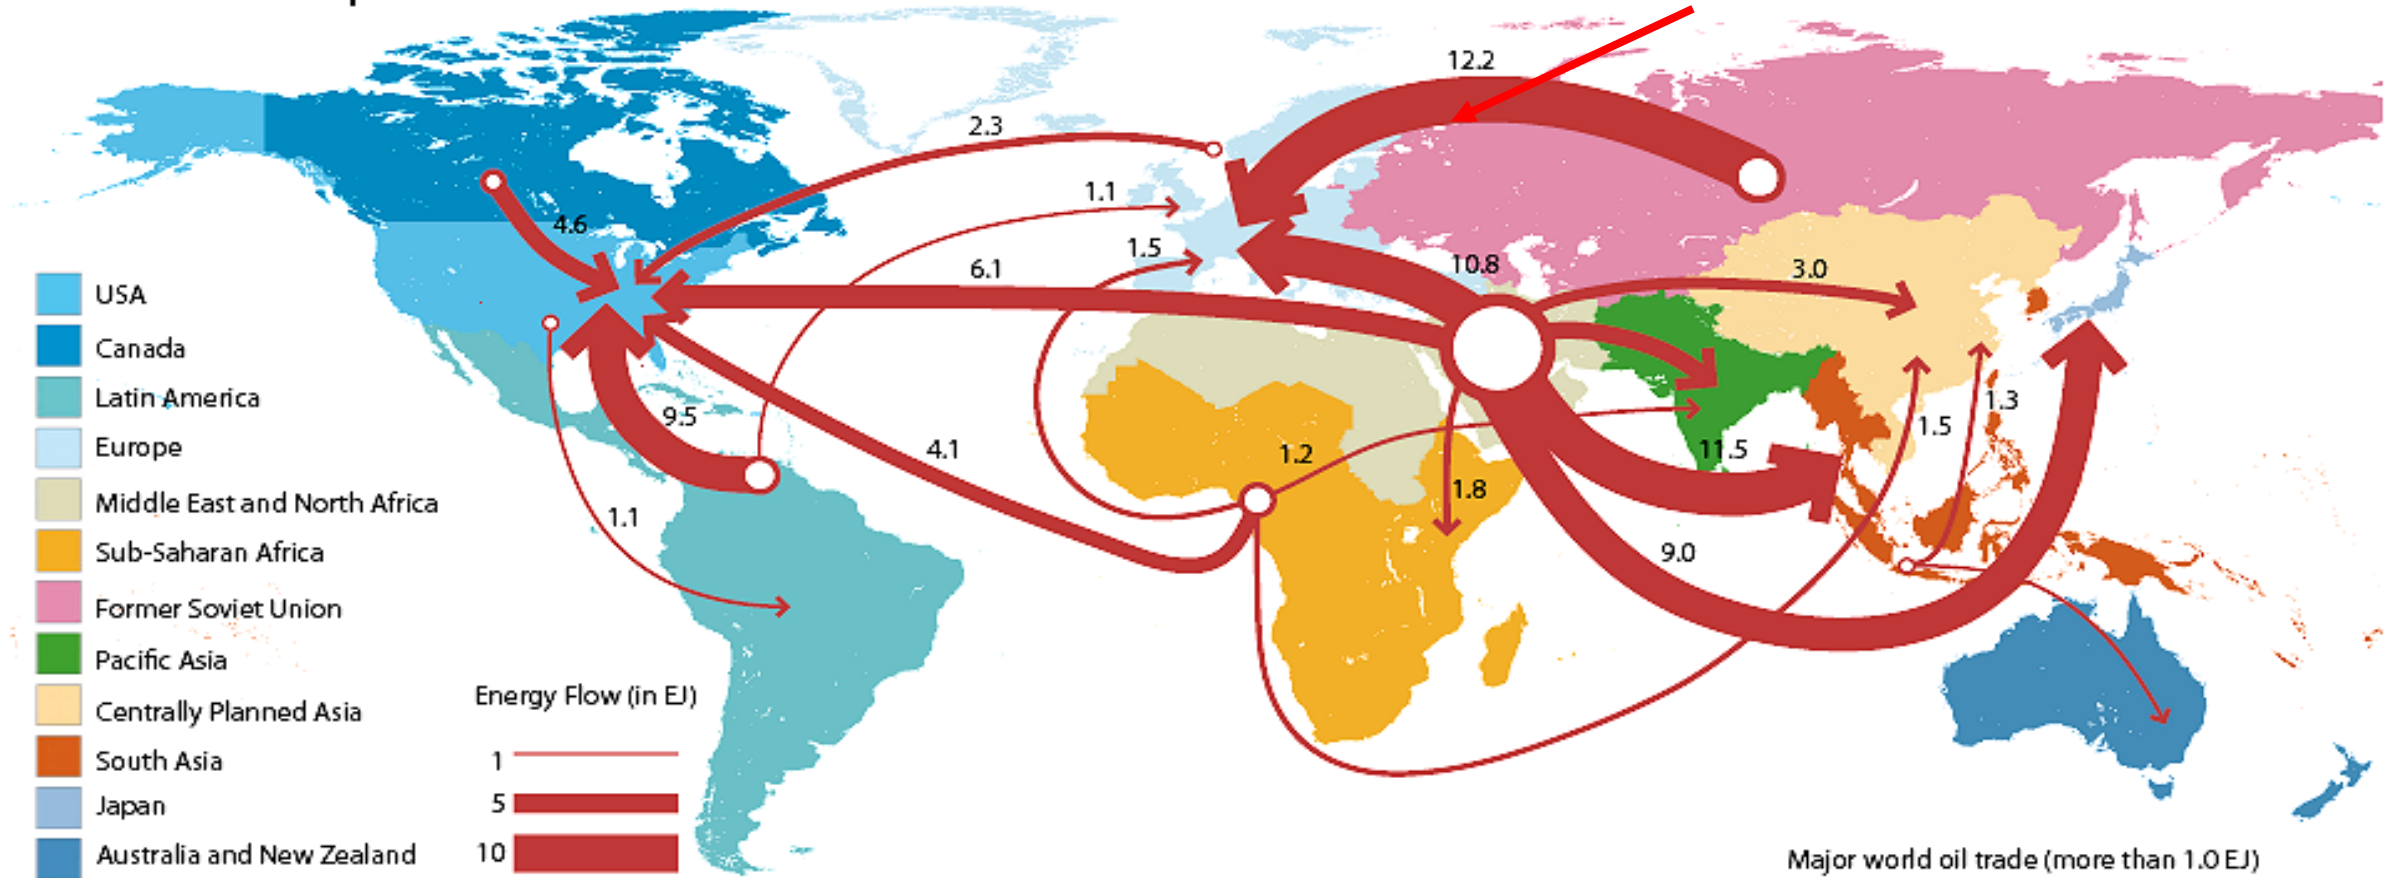 12.2
2.3
1.1
4.6
1.5
6.1
10.8
3.0
USA
Canada
Latin America
9.5
4.1
1.2
11.5
1.5
1.3
Europe
Middle East and North Africa
1.8
1.1
9.0
Sub-Saharan Africa
Former Soviet Union
Pacific Asia
Centrally Planned Asia
South Asia
Japan
Australia and New Zealand
Energy Flow (in EJ)
1
5
10
Major world oil trade (more than 1.0 EJ)